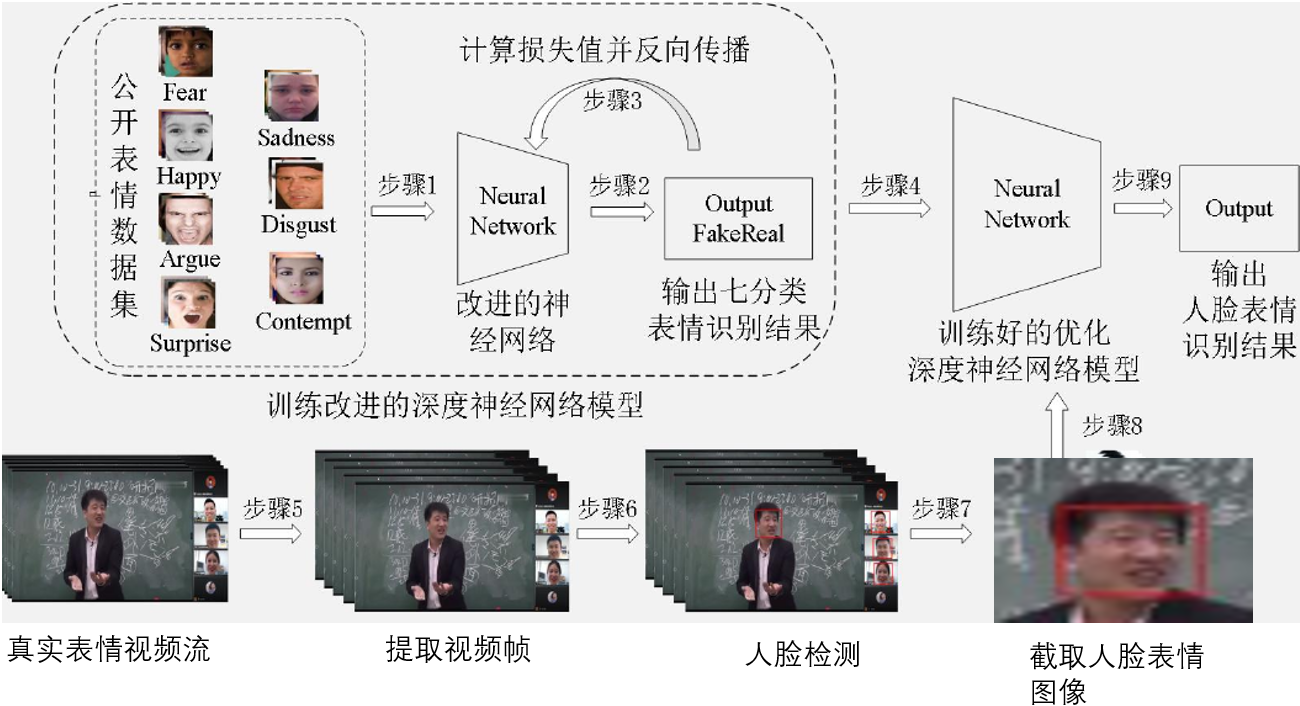 计算损失值并反向传播
步骤3
公开表情数据集
Fear
Happy
Argue
Surprise
Sadness
Disgust
Contempt
步骤1
Neural
Network
改进的神
经网络
步骤2
Output
FakeReal
输出七分类
表情识别结果
训练改进的深度神经网络模型
步骤4
Neural
Network
训练好的优化
深度神经网络模型
步骤9
Output
输出
人脸表情
识别结果
步骤8
步骤5
步骤6
步骤7
真实表情视频流
提取视频帧
人脸检测
截取人脸表情
图像